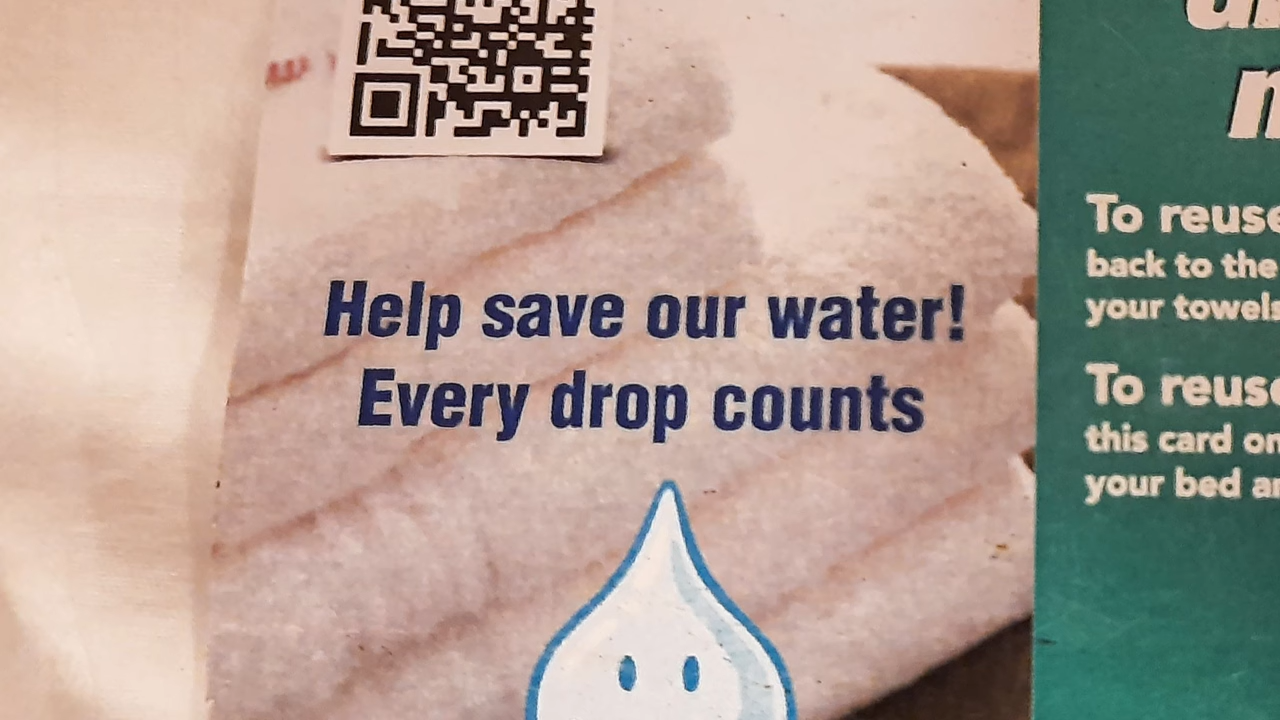 Help save our water!
Every drop counts
To reuse
back to the
your towels
To reuse
this card on
your bed